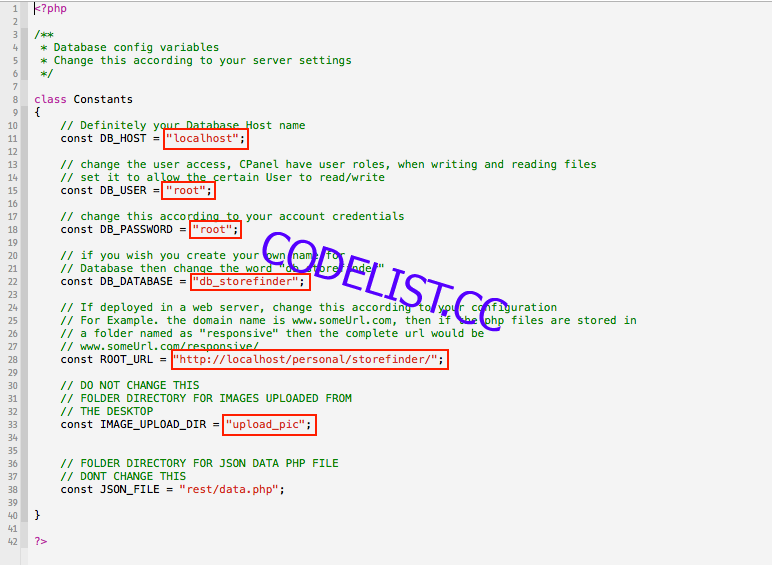 1 <?php
2
3 /**
4 * Database config variables
5 * Change this according to your server settings
6 */
7
8 class Constants
9 {
10 // Definitely your Database Host name
11 const DB_HOST = "localhost";
12
13 // change the user access, CPanel have user roles, when writing and reading files
14 // set it to allow the certain User to read/write
15 const DB_USER = "root";
16
17 // change this according to your account credentials
18 const DB_PASSWORD = "root";
19
20 // if you wish you create your own name for
21 // Database then change the word "db_storefinder"
22 const DB_DATABASE = "db_storefinder";
23
24 // If deployed in a web server, change this according to your configuration
25 // For Example. the domain name is www.someUrl.com, then if the php files are stored in
26 // a folder named as "responsive" then the complete url would be
27 // www.someUrl.com/responsive/
28 const ROOT_URL = "http://localhost/personal/storefinder/";
29
30 // DO NOT CHANGE THIS
31 // FOLDER DIRECTORY FOR IMAGES UPLOADED FROM
32 // THE DESKTOP
33 const IMAGE_UPLOAD_DIR = "upload_pic";
34
35
36 // FOLDER DIRECTORY FOR JSON DATA PHP FILE
37 // DONT CHANGE THIS
38 const JSON_FILE = "rest/data.php";
39
40 }
41
42 ?>
CODELIST.CC